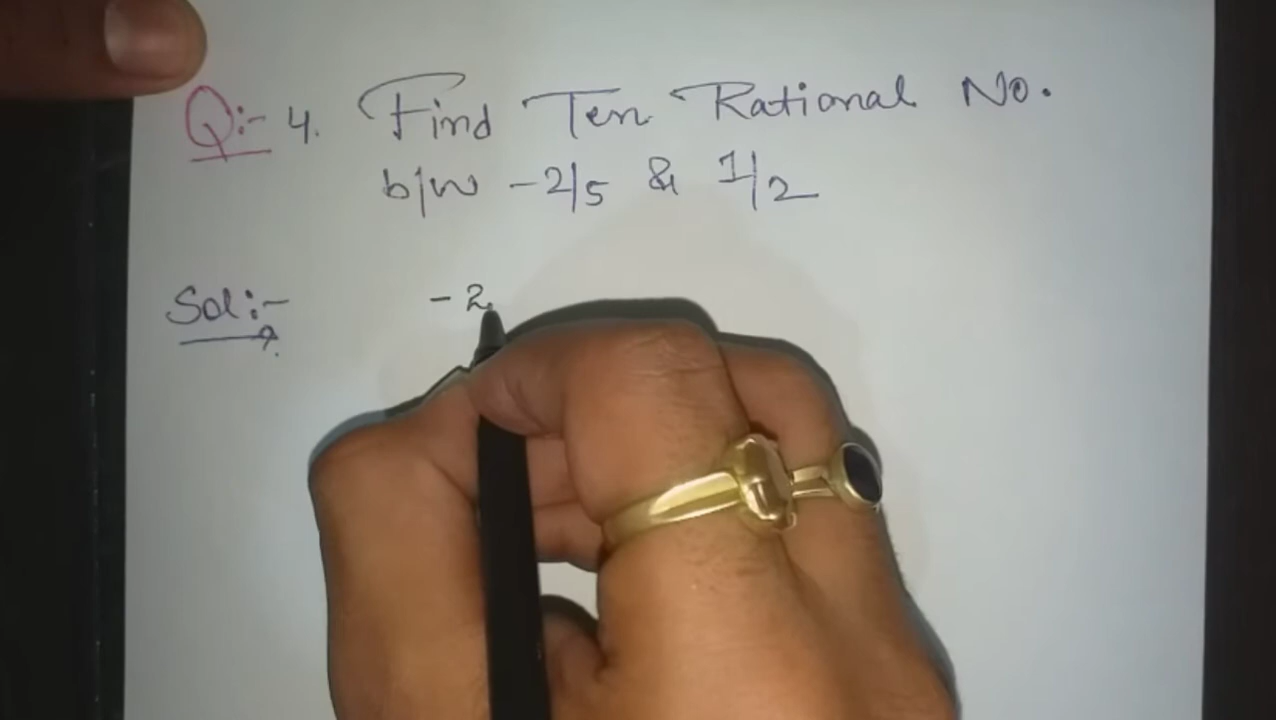 Q:- 4. Find Ten Rational No.
b/w -2/5 & 1/2
Sol:-
-2